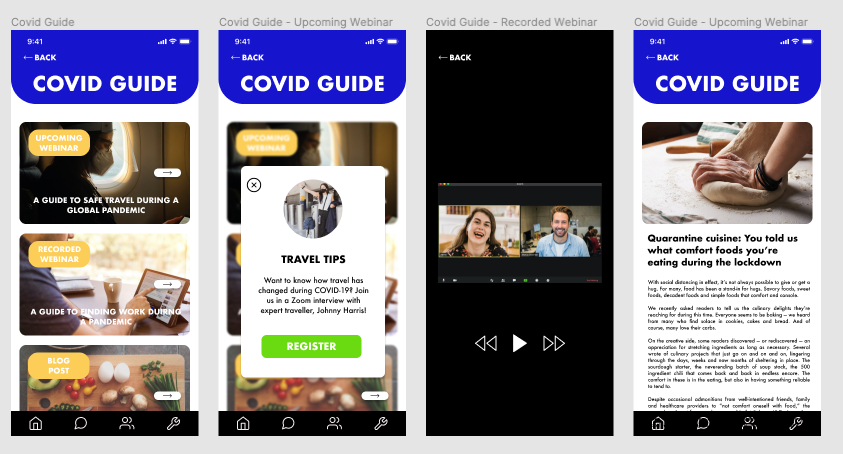 Covid Guide
9:41
← BACK
COVID GUIDE
UPCOMING
WEBINAR
A GUIDE TO SAFE TRAVEL DURING A
GLOBAL PANDEMIC
RECORDED
WEBINAR
A GUIDE TO FINDING WORK DURING
A PANDEMIC
BLOG
POST
Covid Guide - Upcoming Webinar
9:41
← BACK
COVID GUIDE
UPCOMING
WEBINAR
TRAVEL TIPS
Want to know how travel has
changed during COVID-19? Join
us in a Zoom interview with
expert traveller, Johnny Harris!
REGISTER
Covid Guide - Recorded Webinar
← BACK
Covid Guide - Upcoming Webinar
9:41
← BACK
COVID GUIDE
Quarantine cuisine: You told us
what comfort foods you're
eating during the lockdown
With social distancing in effect, it's not always possible to give or get a
hug. For many, food has been a stand-in for hugs. Savory foods, sweet
foods, decadent foods and simple foods that comfort and console.
We recently asked readers to tell us the culinary delights they're
reaching for during this time. Everyone seems to be baking – we heard
from many who find solace in cookies, cakes and bread. And of
course, many love their carbs.
On the creative side, some readers discovered – or rediscovered – an
appreciation for stretching ingredients as long as necessary. Several
wrote of culinary projects that just go on and on and on, lingering
through the days, weeks and now months of sheltering in place. The
sourdough starter, the neverending batch of soup stock, the 500
ingredient chili that comes back and back in endless encore. The
comfort in these is in the eating, but also in having something reliable
to tend to.
Despite occasional admonitions from well-intentioned friends, family
and healthcare providers to "not comfort oneself with food," the